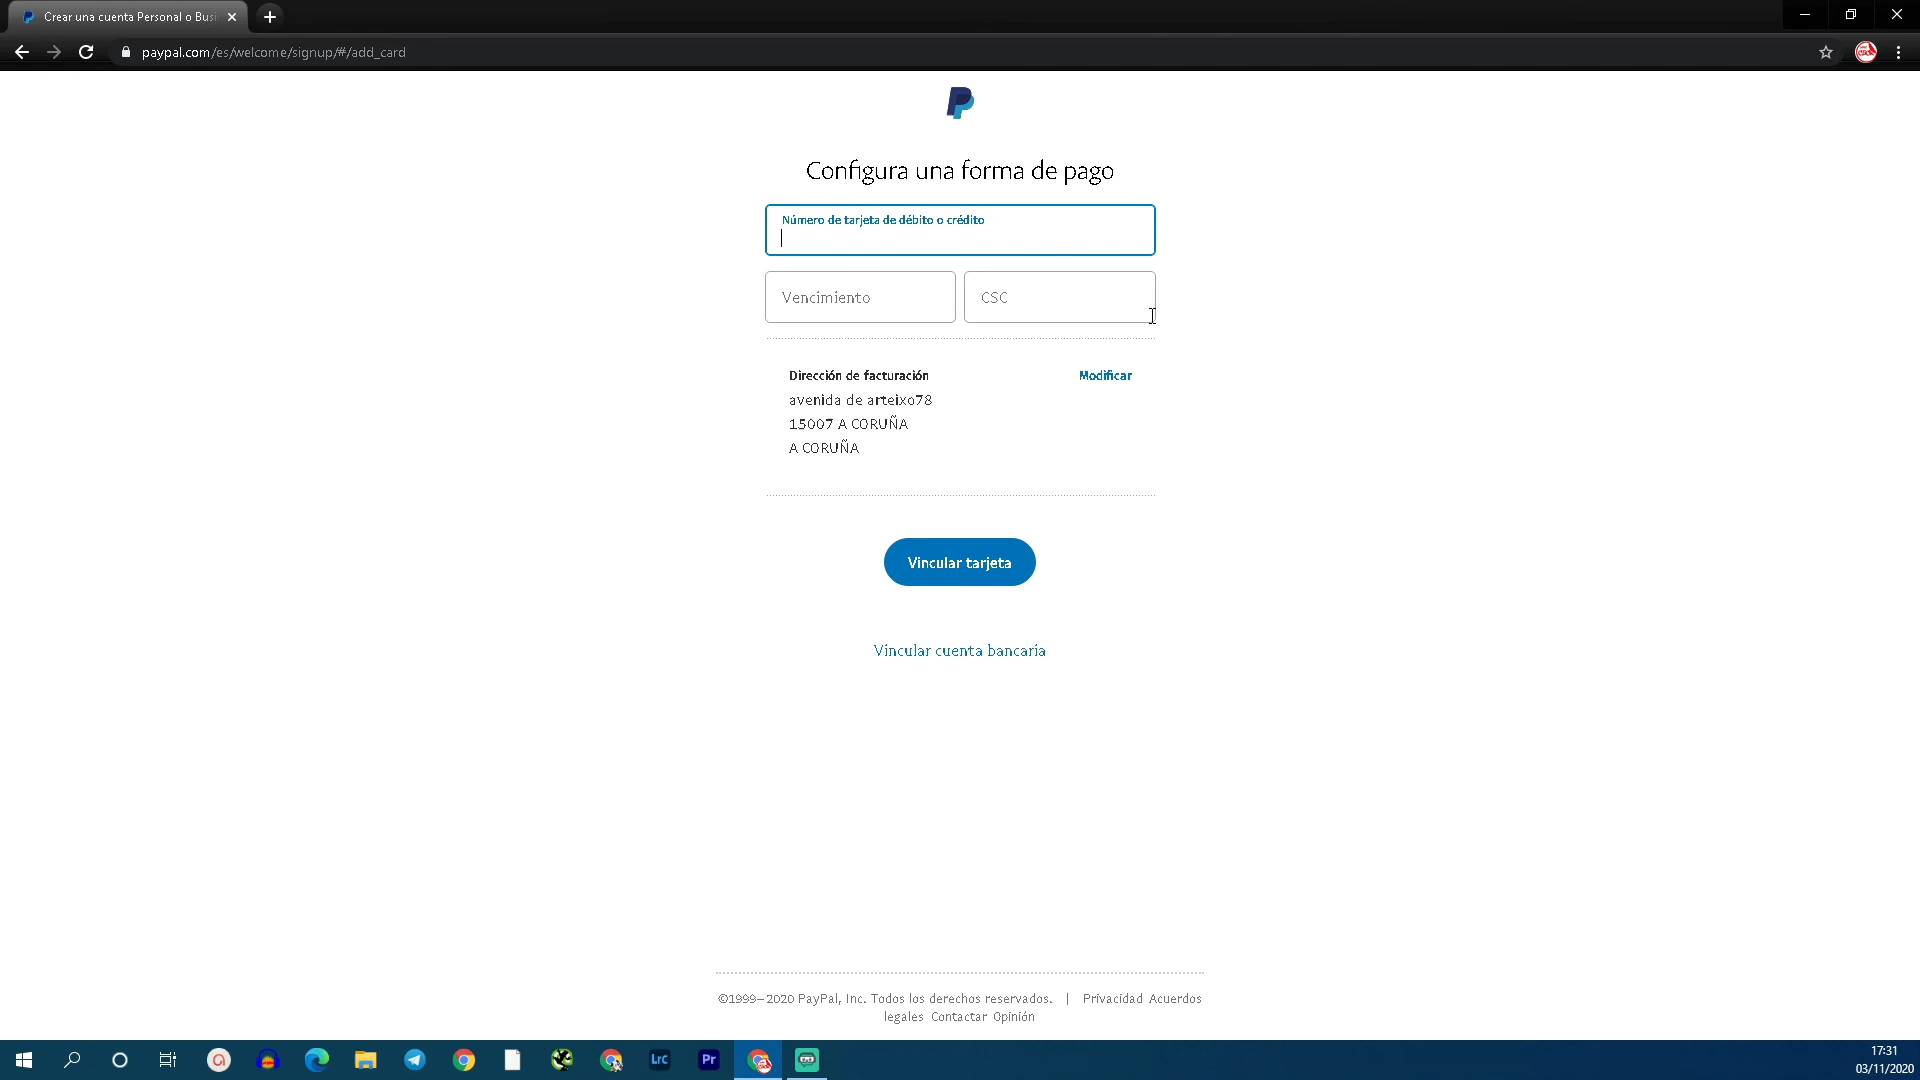 Crear una cuenta Personal o Busi
paypal.com/es/welcome/signup/#/add_card
Configura una forma de pago
Número de tarjeta de débito o crédito
Vencimiento CSC
Dirección de facturación Modificar
avenida de arteixo78
15007 A CORUÑA
A CORUÑA
Vincular tarjeta
Vincular cuenta bancaria
©1999–2020 PayPal, Inc. Todos los derechos reservados. | Privacidad Acuerdos
legales Contactar Opinión
Lrc Pr
17:31
03/11/2020